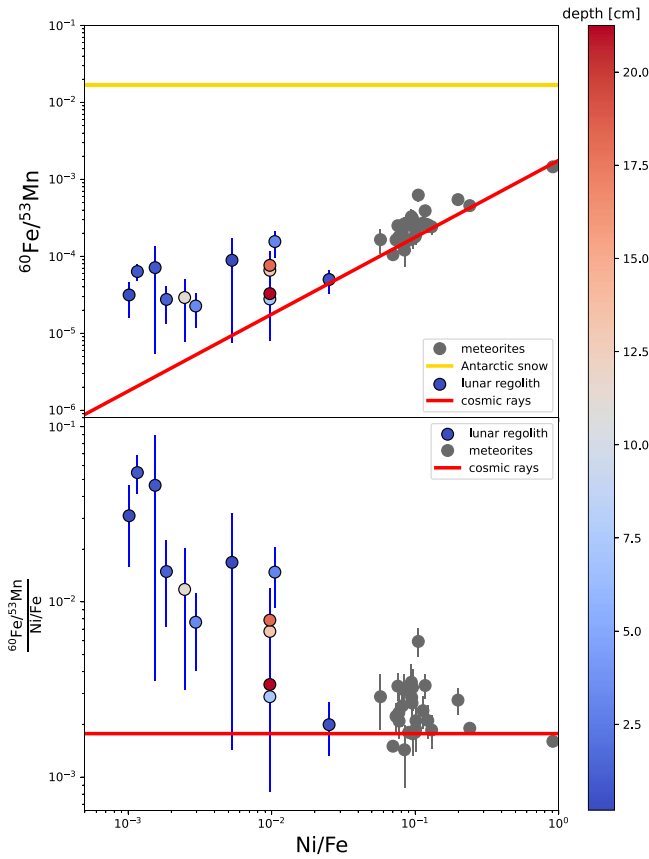 depth [cm]
10⁻¹
10⁻²
10⁻³
10⁻⁴
10⁻⁵
10⁻⁶
⁶⁰Fe/⁵³Mn
meteorites
Antarctic snow
lunar regolith
cosmic rays
10⁻¹
10⁻²
10⁻³
⁶⁰Fe/⁵³Mn
Ni/Fe
lunar regolith
meteorites
cosmic rays
10⁻³
10⁻²
10⁻¹
10⁰
Ni/Fe
20.0
17.5
15.0
12.5
10.0
7.5
5.0
2.5